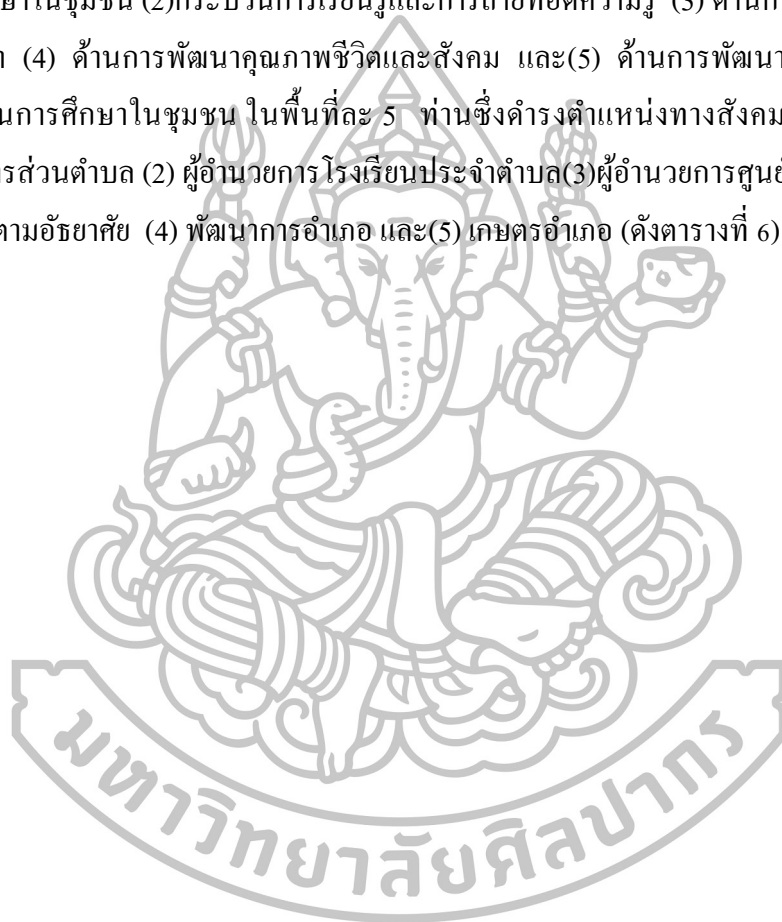 ษาในชุมชน (2)กระบวนการเรียนรู้และการถ่ายทอดความรู้ (3) ด้านก
(4) ด้านการพัฒนาคุณภาพชีวิตและสังคม และ(5) ด้านการพัฒนา
นการศึกษาในชุมชน ในพื้นที่ละ 5 ท่านซึ่งดำรงตำแหน่งทางสังคม
รส่วนตำบล (2) ผู้อำนวยการโรงเรียนประจำตำบล(3)ผู้อำนวยการศูนย์
ตามอัธยาศัย (4) พัฒนาการอำเภอ และ(5) เกษตรอำเภอ (ดังตารางที่ 6)
มหาวิทยาลัยศิลปากร